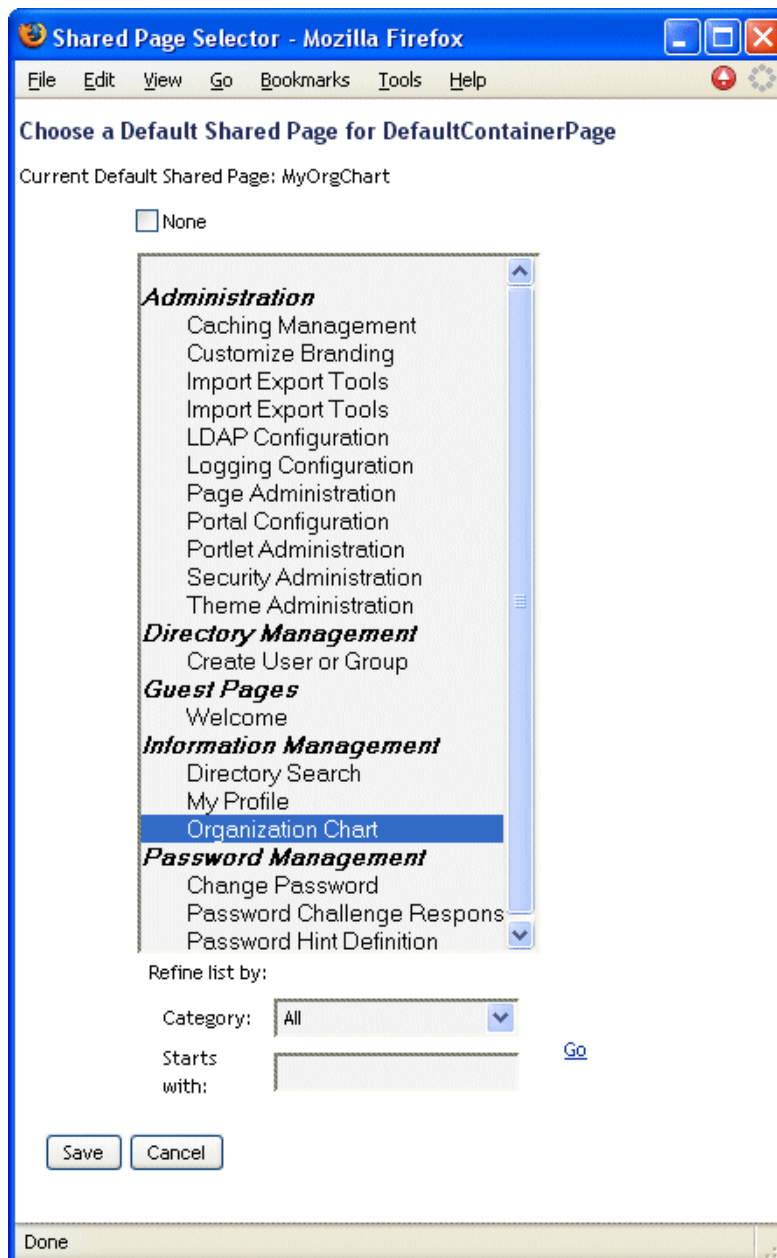 Shared Page Selector - Mozilla Firefox
File Edit View Go Bookmarks Tools Help
Choose a Default Shared Page for DefaultContainerPage
Current Default Shared Page: MyOrgChart
None
Administration
Caching Management
Customize Branding
Import Export Tools
Import Export Tools
LDAP Configuration
Logging Configuration
Page Administration
Portal Configuration
Portlet Administration
Security Administration
Theme Administration
Directory Management
Create User or Group
Guest Pages
Welcome
Information Management
Directory Search
My Profile
Organization Chart
Password Management
Change Password
Password Challenge Respons
Password Hint Definition
Refine list by:
Category: All
Starts with:
Go
Save Cancel
Done